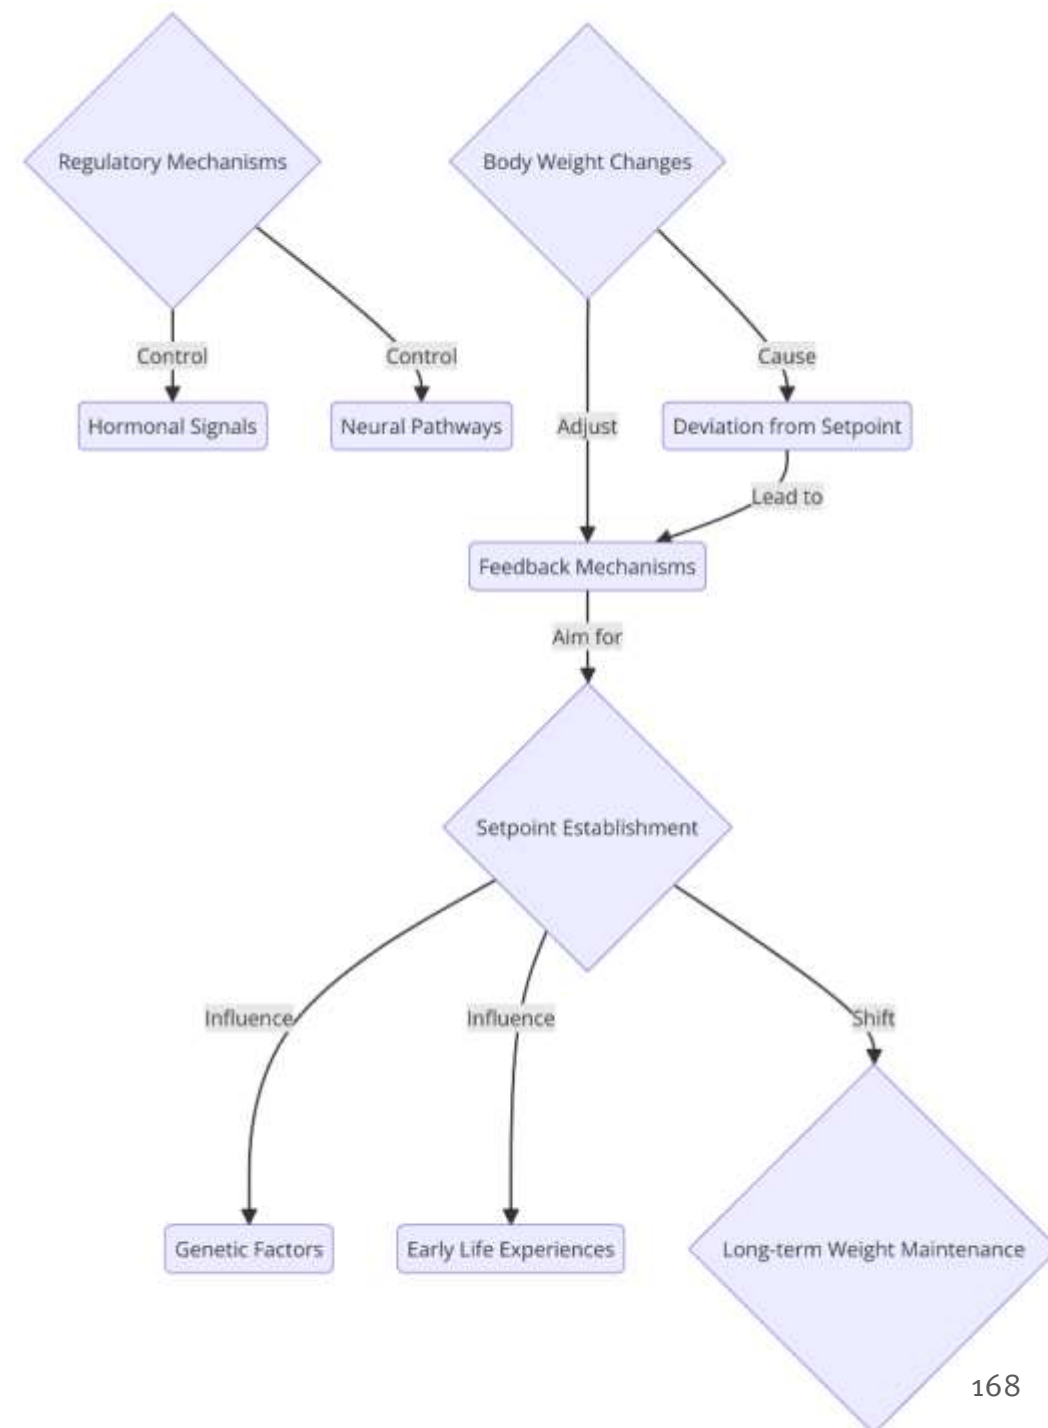 Regulatory Mechanisms
Body Weight Changes
Control
Control
Cause
Hormonal Signals
Neural Pathways
Adjust
Deviation from Setpoint
Lead to
Feedback Mechanisms
Aim for
Setpoint Establishment
Influence
Influence
Shift
Genetic Factors
Early Life Experiences
Long-term Weight Maintenance
168